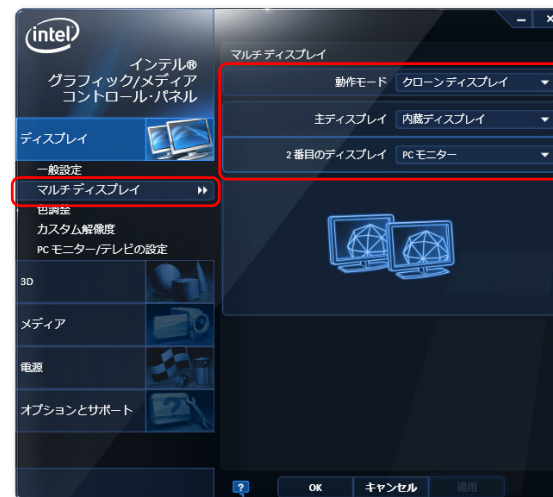 intel
インテル®
グラフィック/メディア
コントロール・パネル
ディスプレイ
一般設定
マルチディスプレイ
色調整
カスタム解像度
PC モニター/テレビの設定
3D
メディア
電源
オプションとサポート
マルチディスプレイ
動作モード クローンディスプレイ
主ディスプレイ 内蔵ディスプレイ
2 番目のディスプレイ PC モニター
? OK キャンセル 適用